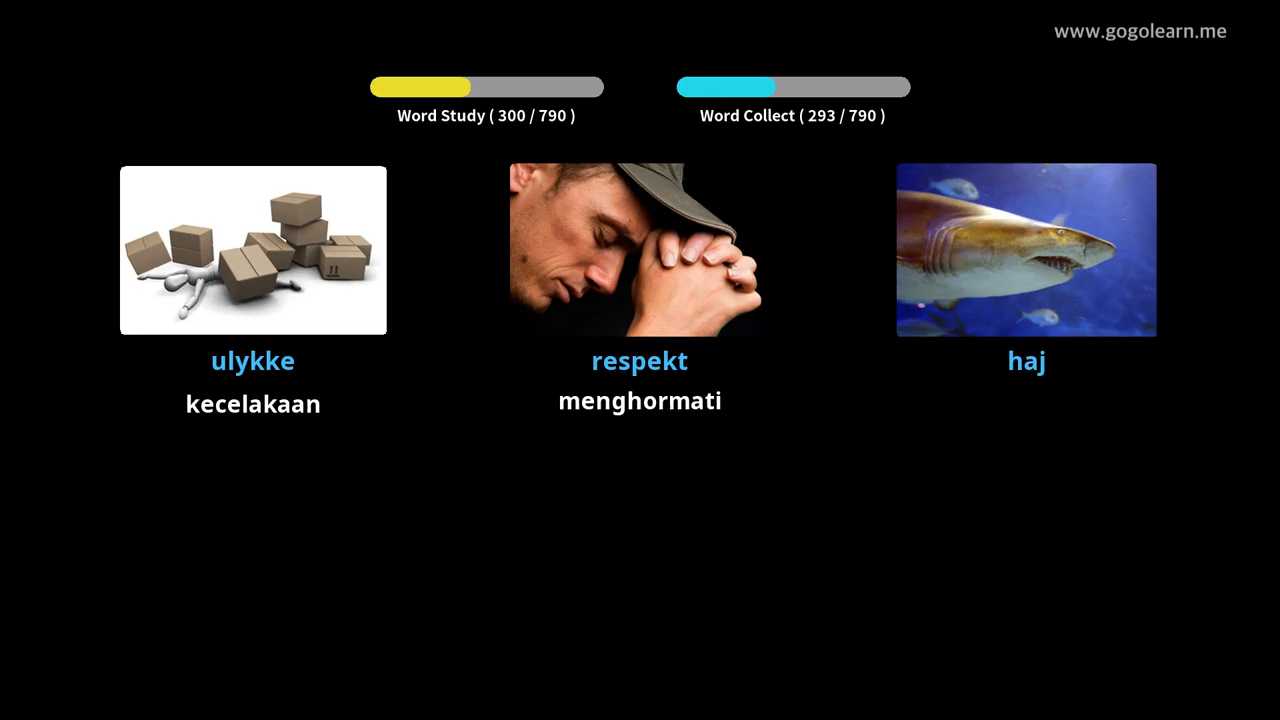 www.gogolearn.me
Word Study ( 300 / 790 )
Word Collect ( 293 / 790 )
ulykke
respekt
haj
kecelakaan
menghormati